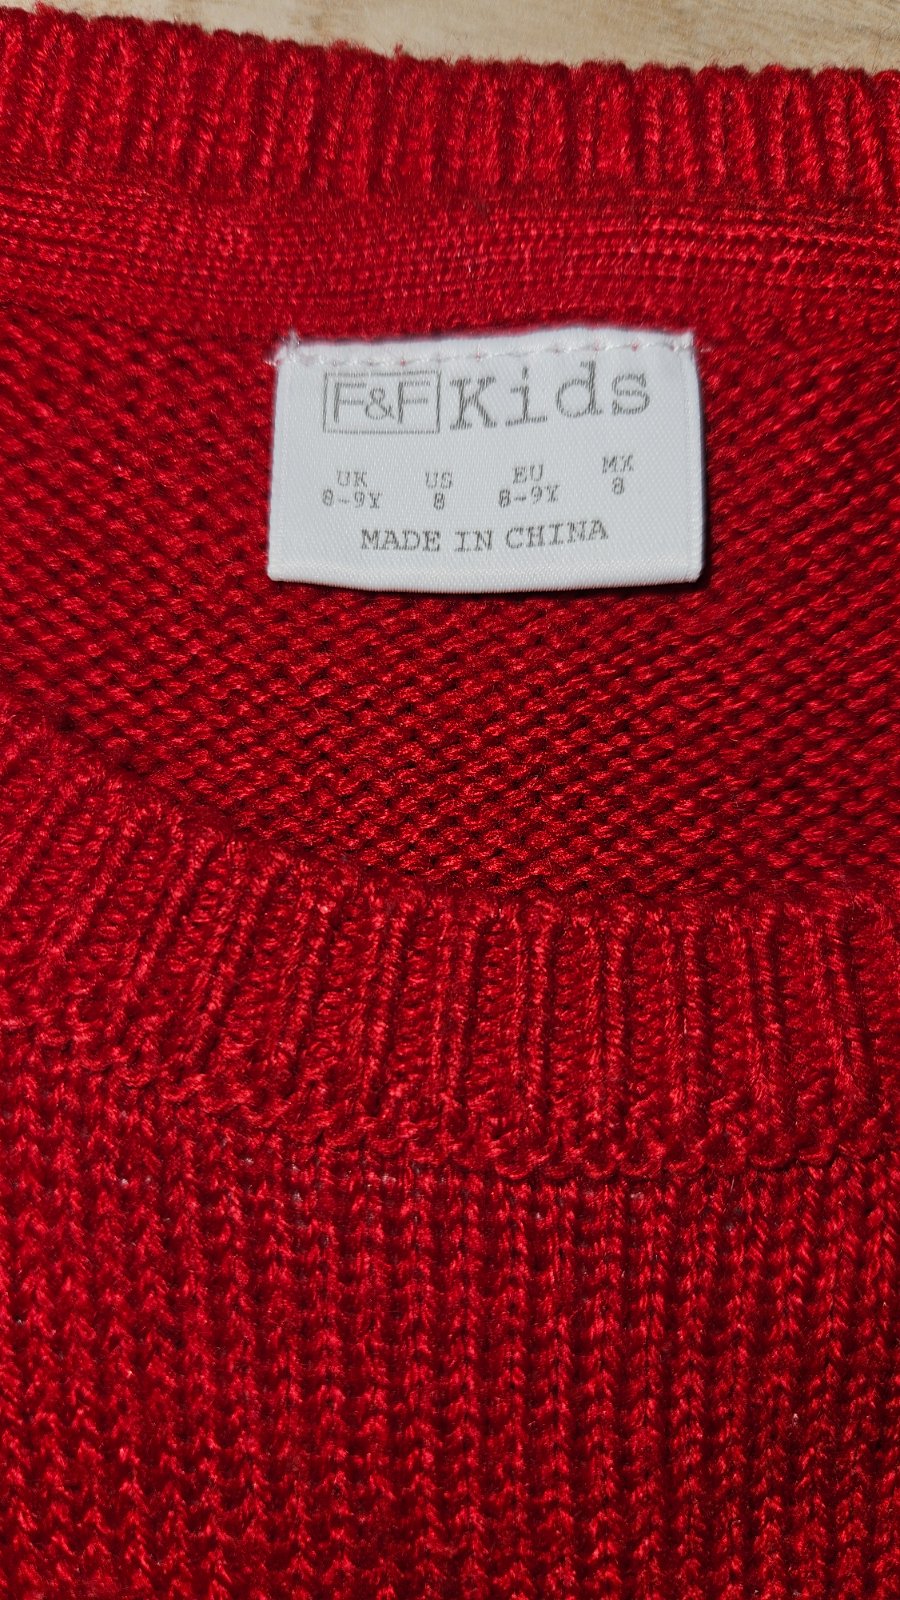 F&F Kids
UK US EU MX
8-9Y 8 8-9Y 8
MADE IN CHINA